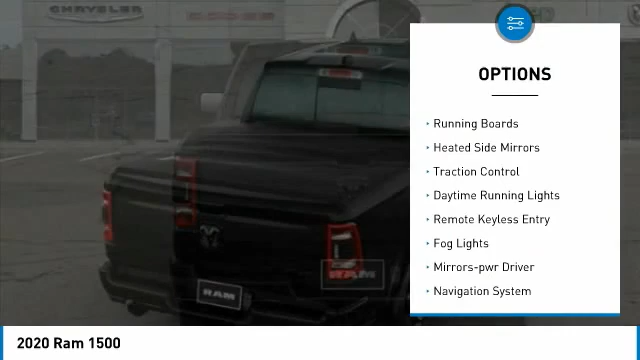 CHRYSLER
OPTIONS
Running Boards
Heated Side Mirrors
Traction Control
Daytime Running Lights
Remote Keyless Entry
Fog Lights
Mirrors-pwr Driver
Navigation System
RAM
2020 Ram 1500